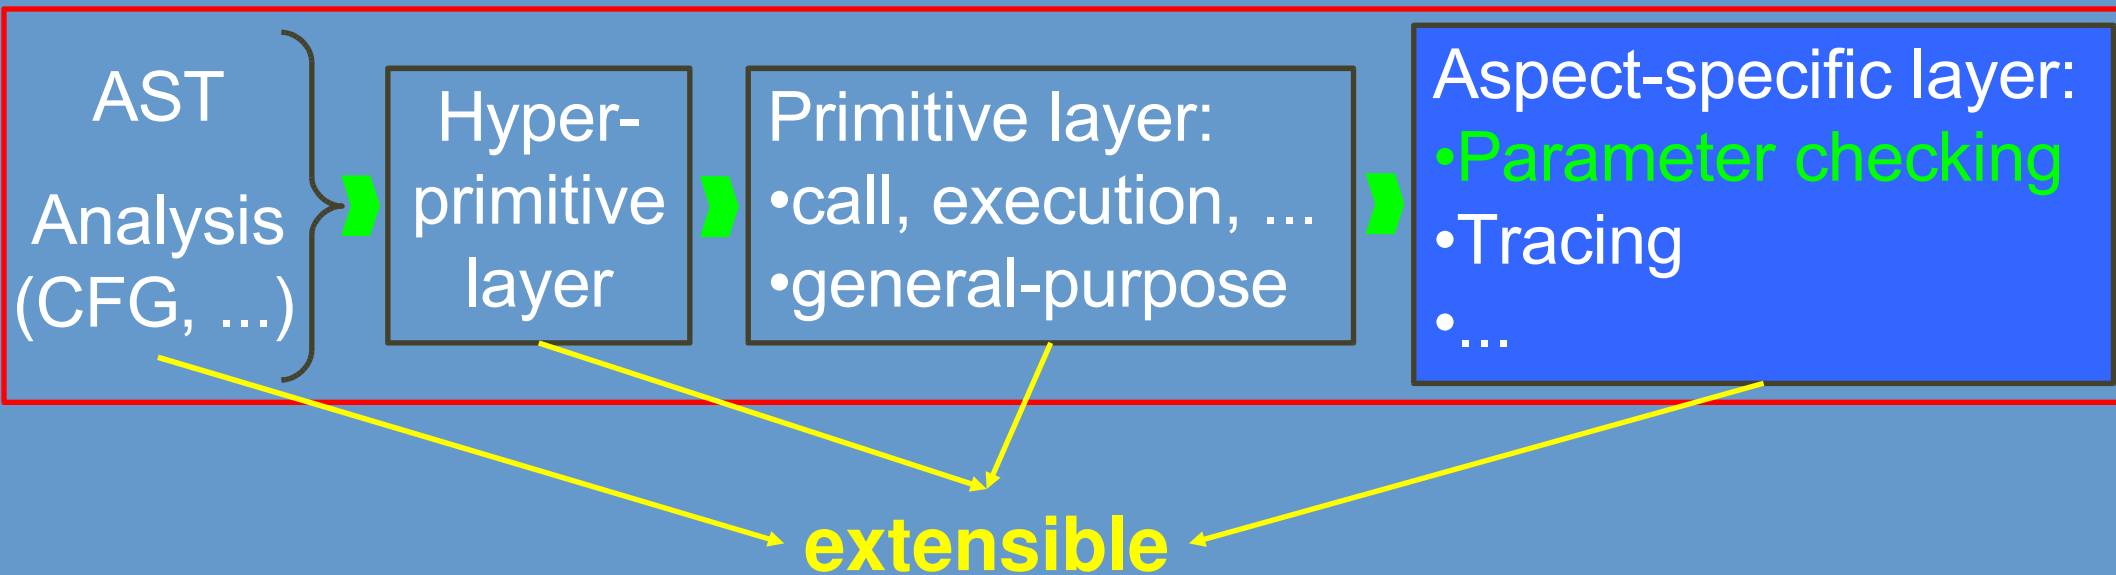 AST
Analysis
(CFG, ...)
Hyper-
primitive
layer
Primitive layer:
•call, execution, ...
•general-purpose
Aspect-specific layer:
•Parameter checking
•Tracing
•...
extensible